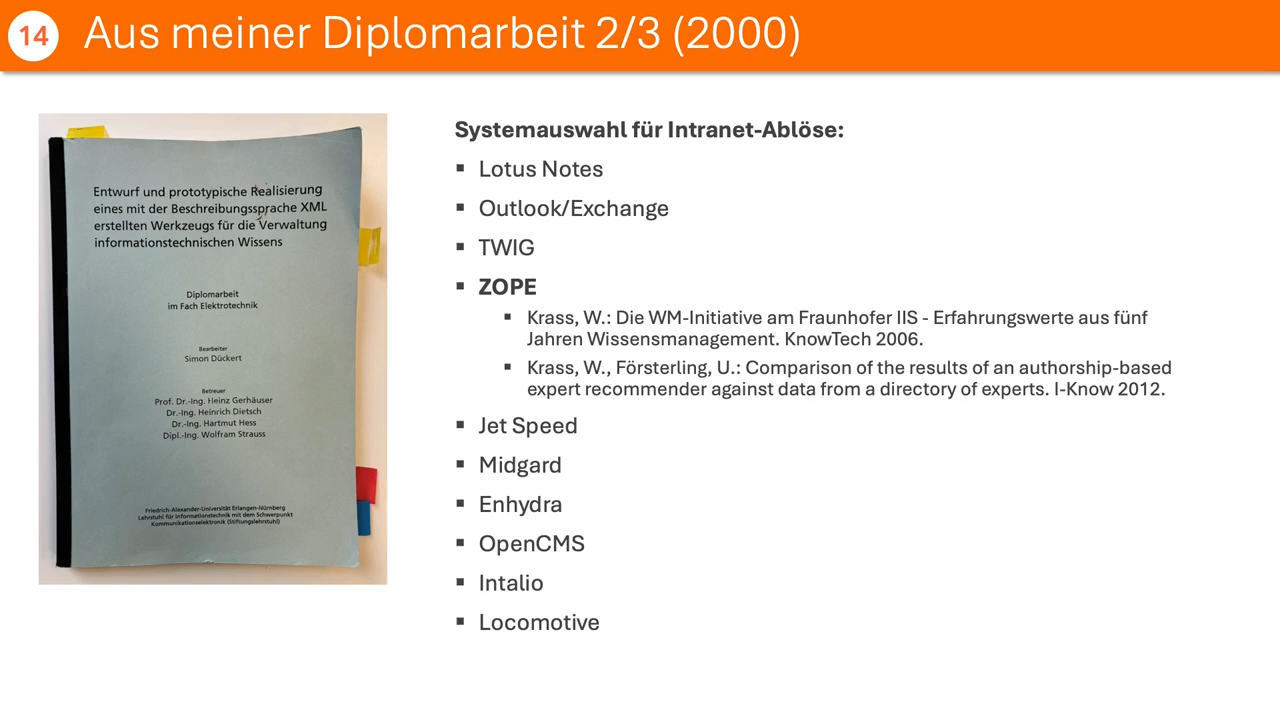 14
Aus meiner Diplomarbeit 2/3 (2000)
Entwurf und prototypische Realisierung
eines mit der Beschreibungssprache XML
erstellten Werkzeugs für die Verwaltung
informationstechnischen Wissens
Diplomarbeit
im Fach Elektrotechnik
Bearbeiter
Simon Dückert
Betreuer
Prof. Dr.-Ing. Heinz Gerhäuser
Dr.-Ing. Heinrich Dietsch
Dr.-Ing. Hartmut Hess
Dipl.-Ing. Wolfram Strauss
Friedrich-Alexander-Universität Erlangen-Nürnberg
Lehrstuhl für Informationstechnik mit dem Schwerpunkt
Kommunikationselektronik (Stiftungslehrstuhl)
Systemauswahl für Intranet-Ablöse:
▪ Lotus Notes
▪ Outlook/Exchange
▪ TWIG
▪ ZOPE
▪ Krass, W.: Die WM-Initiative am Fraunhofer IIS - Erfahrungswerte aus fünf
Jahren Wissensmanagement. KnowTech 2006.
▪ Krass, W., Försterling, U.: Comparison of the results of an authorship-based
expert recommender against data from a directory of experts. I-Know 2012.
▪ Jet Speed
▪ Midgard
▪ Enhydra
▪ OpenCMS
▪ Intalio
▪ Locomotive